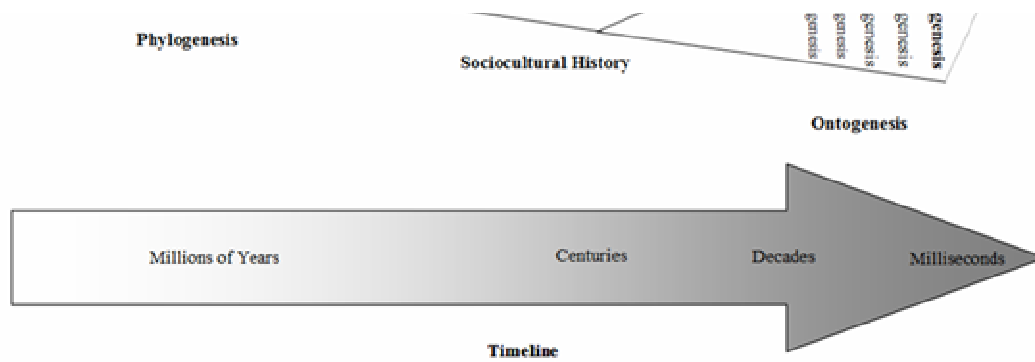 Phylogenesis
Sociocultural History
genesis
genesis
genesis
genesis
genesis
Ontogenesis
Millions of Years
Centuries
Decades
Milliseconds
Timeline